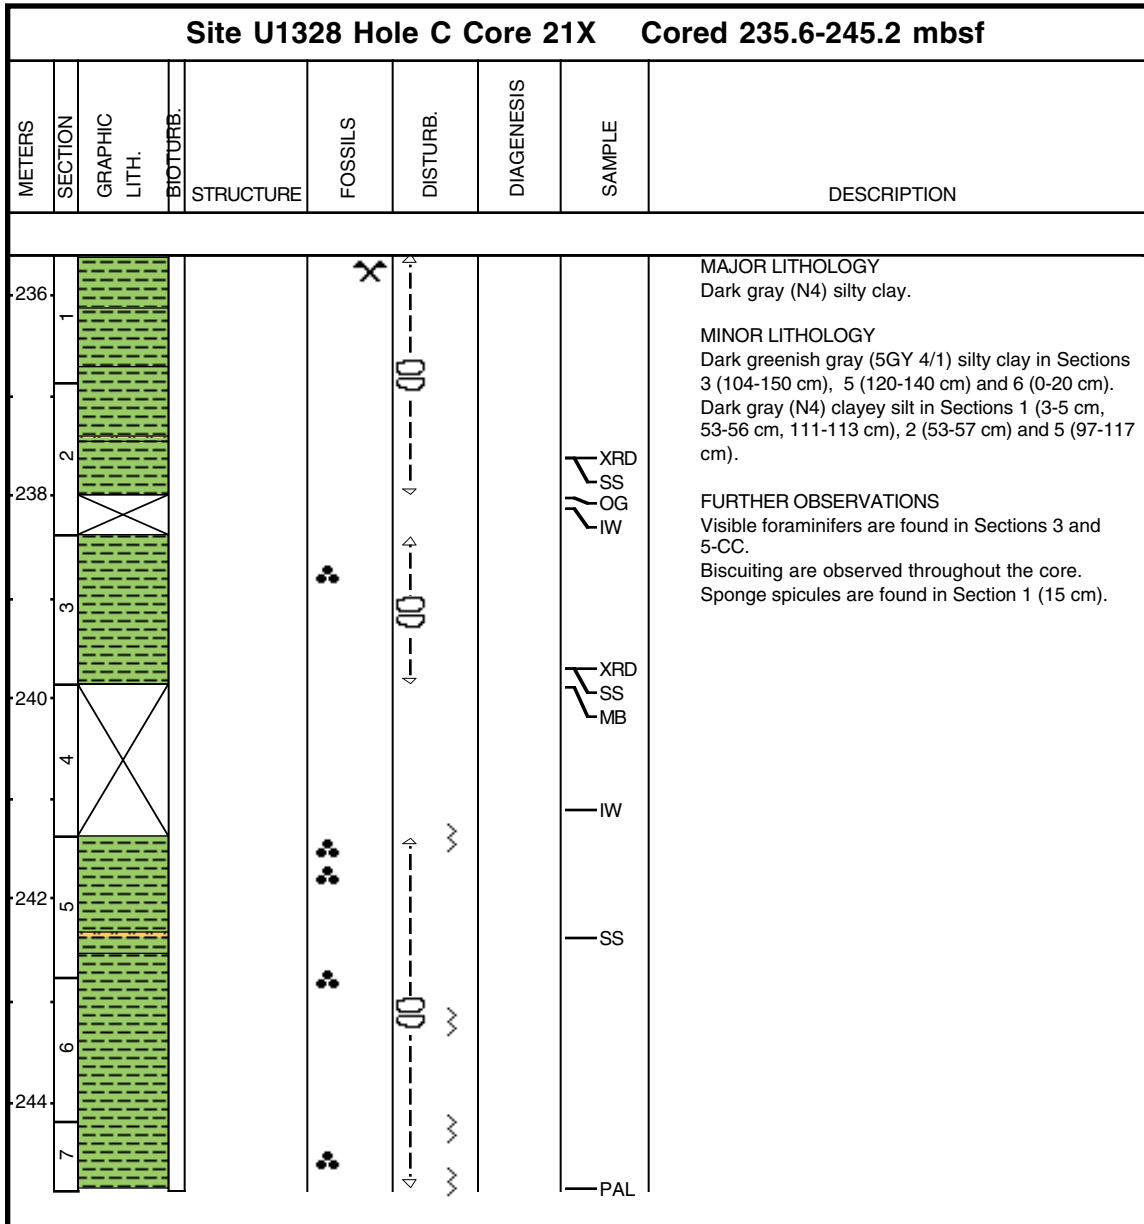 Site U1328 Hole C Core 21X Cored 235.6-245.2 mbsf
METERS
SECTION
GRAPHIC
LITH.
BIOTURB.
STRUCTURE
FOSSILS
DISTURB.
DIAGENESIS
SAMPLE
DESCRIPTION
236
238
240
242
244
1
2
3
4
5
6
7
XRD
SS
OG
IW
XRD
SS
MB
IW
SS
PAL
MAJOR LITHOLOGY
Dark gray (N4) silty clay.
MINOR LITHOLOGY
Dark greenish gray (5GY 4/1) silty clay in Sections
3 (104-150 cm), 5 (120-140 cm) and 6 (0-20 cm).
Dark gray (N4) clayey silt in Sections 1 (3-5 cm,
53-56 cm, 111-113 cm), 2 (53-57 cm) and 5 (97-117
cm).
FURTHER OBSERVATIONS
Visible foraminifers are found in Sections 3 and
5-CC.
Biscuiting are observed throughout the core.
Sponge spicules are found in Section 1 (15 cm).